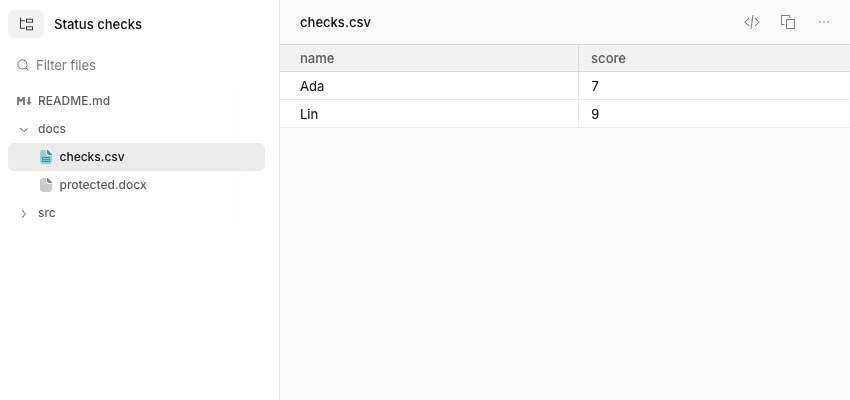 Status checks
Filter files
README.md
docs
checks.csv
protected.docx
src
checks.csv
name score
Ada 7
Lin 9